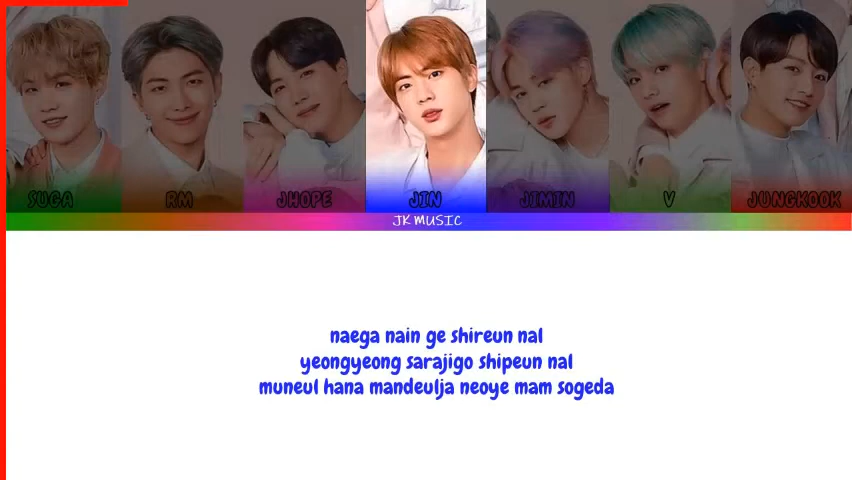 SUGA RM JHOPE JIN JIMIN V JUNGKOOK
JK MUSIC
naega nain ge shireun nal
yeongyeong sarajigo shipeun nal
muneul hana mandeulja neoye mam sogeda